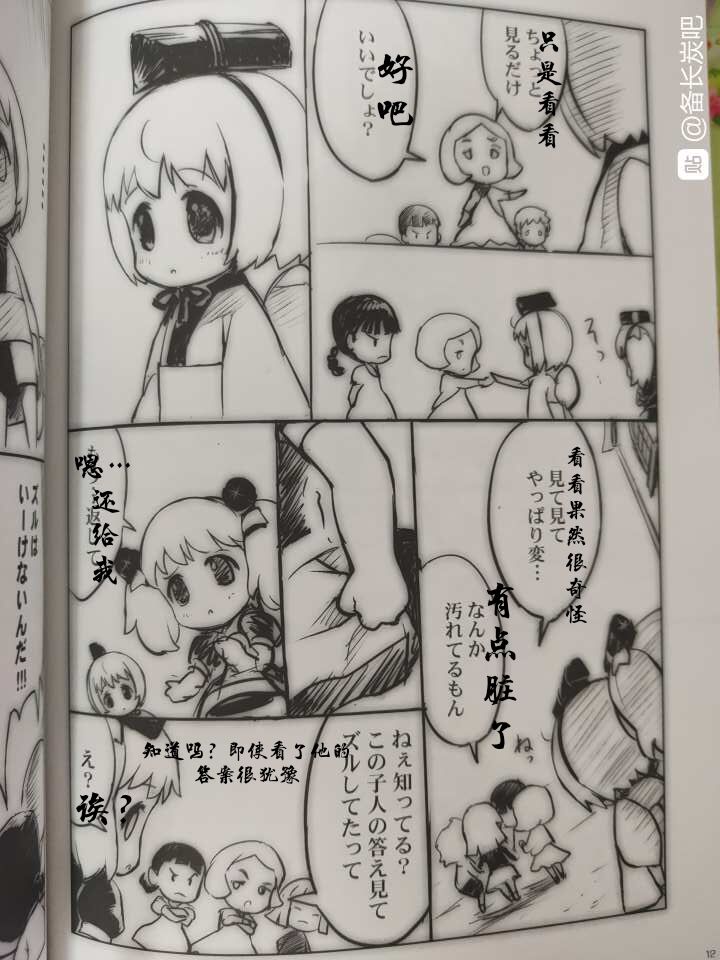 ちょっと
見るだけ
只是看看
いいでしょ？
好吧
そっ…
見て見て
やっぱり変…
看看果然很奇怪
なんか
汚れてるもん
有点脏了
ねっ
返して
嗯…
还给我
ねぇ知ってる？
この子人の答え見て
ズルしてたって
知道吗？即使看了他的
答案很犹豫
え？
诶？
ズルは
いーけないんだ!!!
贴 @备长炭吧
12